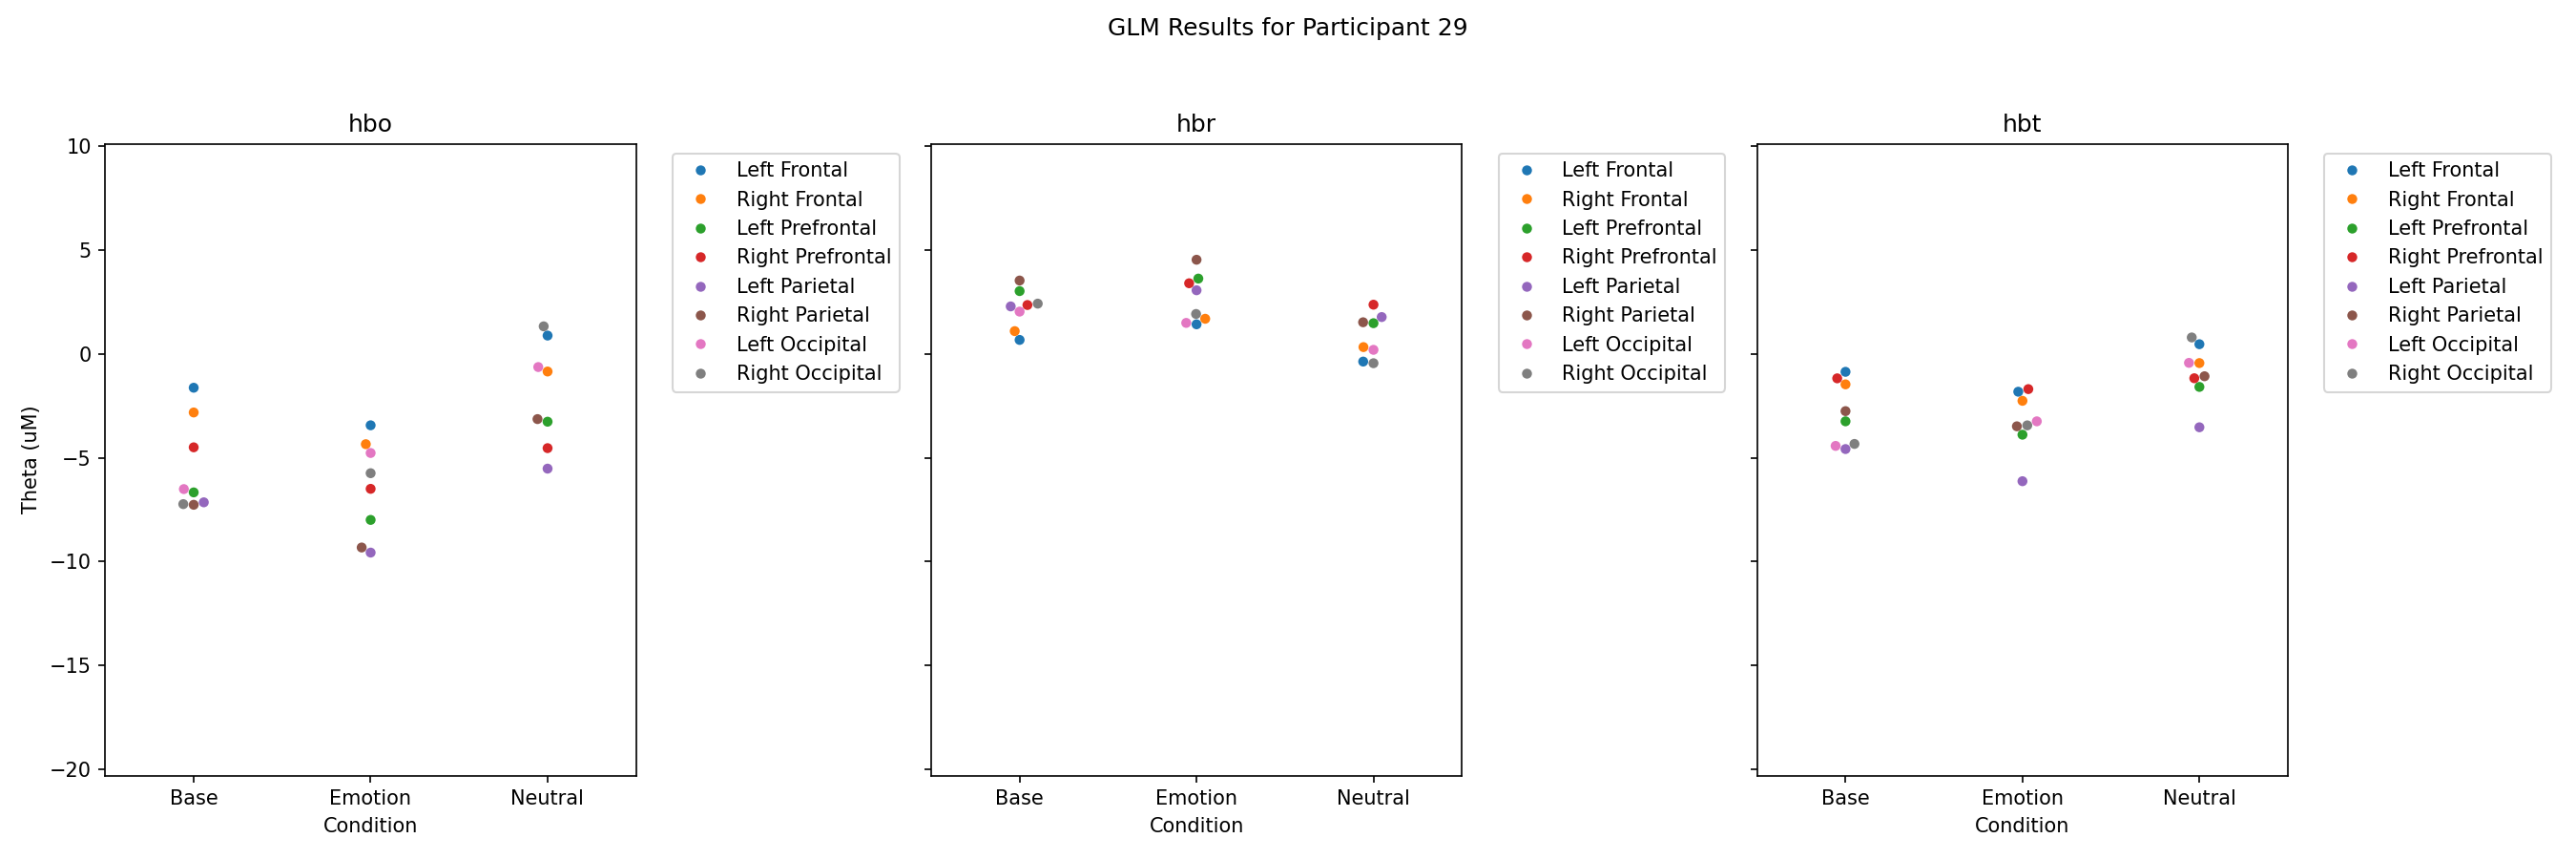 GLM Results for Participant 29
hbo
10
5
0
−5
−10
−15
−20
Theta (uM)
Base
Emotion
Neutral
Condition
Left Frontal
Right Frontal
Left Prefrontal
Right Prefrontal
Left Parietal
Right Parietal
Left Occipital
Right Occipital
hbr
Base
Emotion
Neutral
Condition
Left Frontal
Right Frontal
Left Prefrontal
Right Prefrontal
Left Parietal
Right Parietal
Left Occipital
Right Occipital
hbt
Base
Emotion
Neutral
Condition
Left Frontal
Right Frontal
Left Prefrontal
Right Prefrontal
Left Parietal
Right Parietal
Left Occipital
Right Occipital